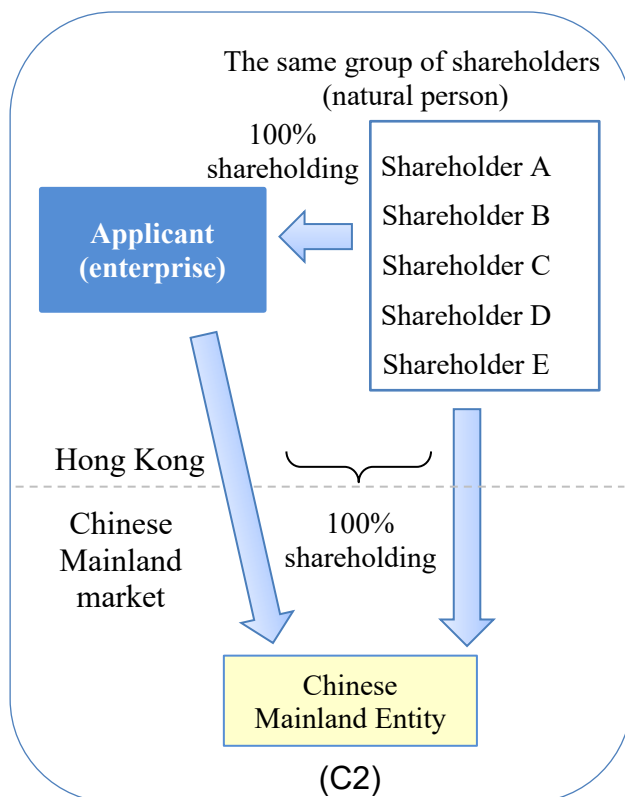 The same group of shareholders
(natural person)
100%
shareholding
Shareholder A
Shareholder B
Shareholder C
Shareholder D
Shareholder E
Applicant
(enterprise)
Hong Kong
Chinese
Mainland
market
100%
shareholding
Chinese
Mainland Entity
(C2)